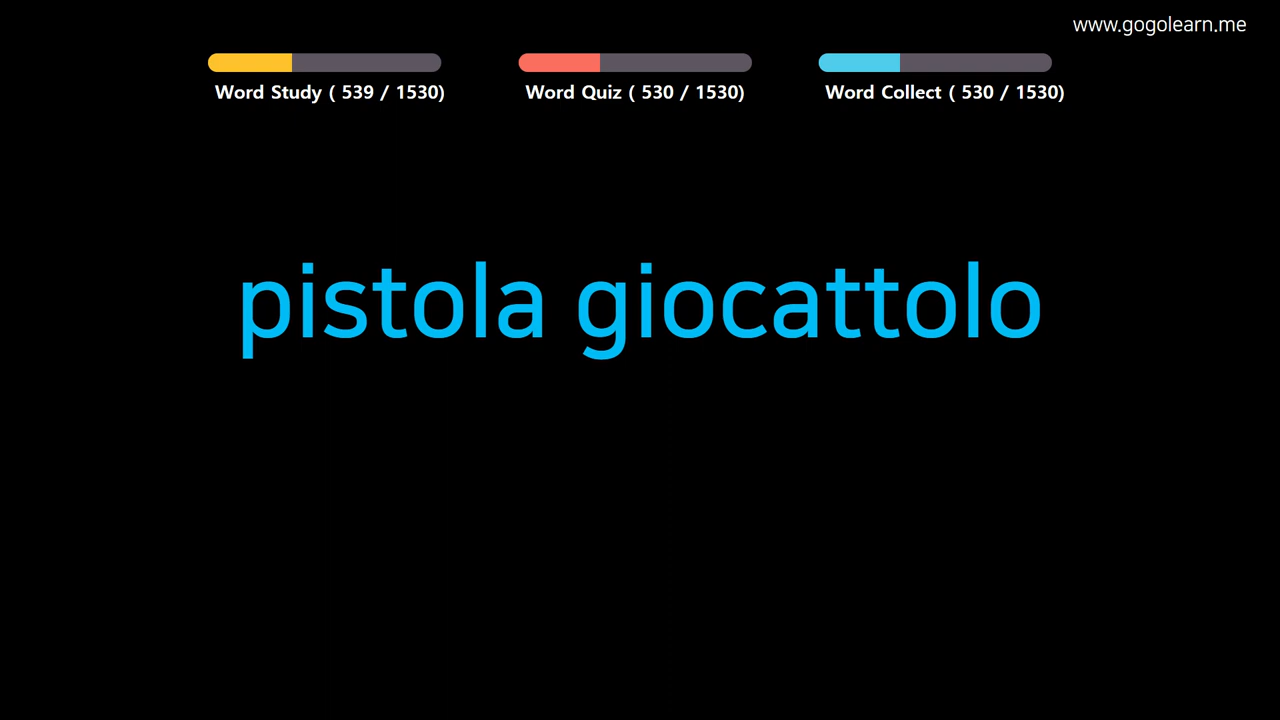 www.gogolearn.me
Word Study ( 539 / 1530)
Word Quiz ( 530 / 1530)
Word Collect ( 530 / 1530)
pistola giocattolo